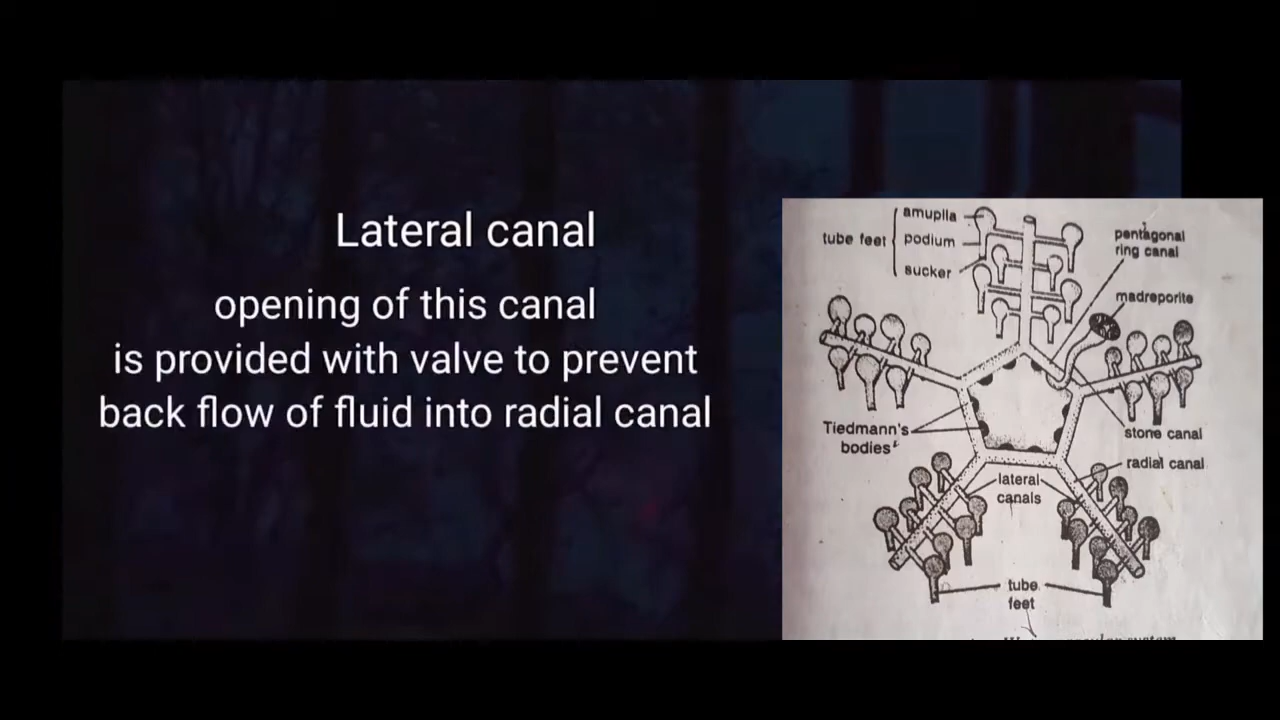 Lateral canal
opening of this canal
is provided with valve to prevent
back flow of fluid into radial canal
amuplla
tube feet
podium
sucker
pentagonal
ring canal
madreporite
Tiedmann's
bodies
stone canal
radial canal
lateral
canals
tube
feet